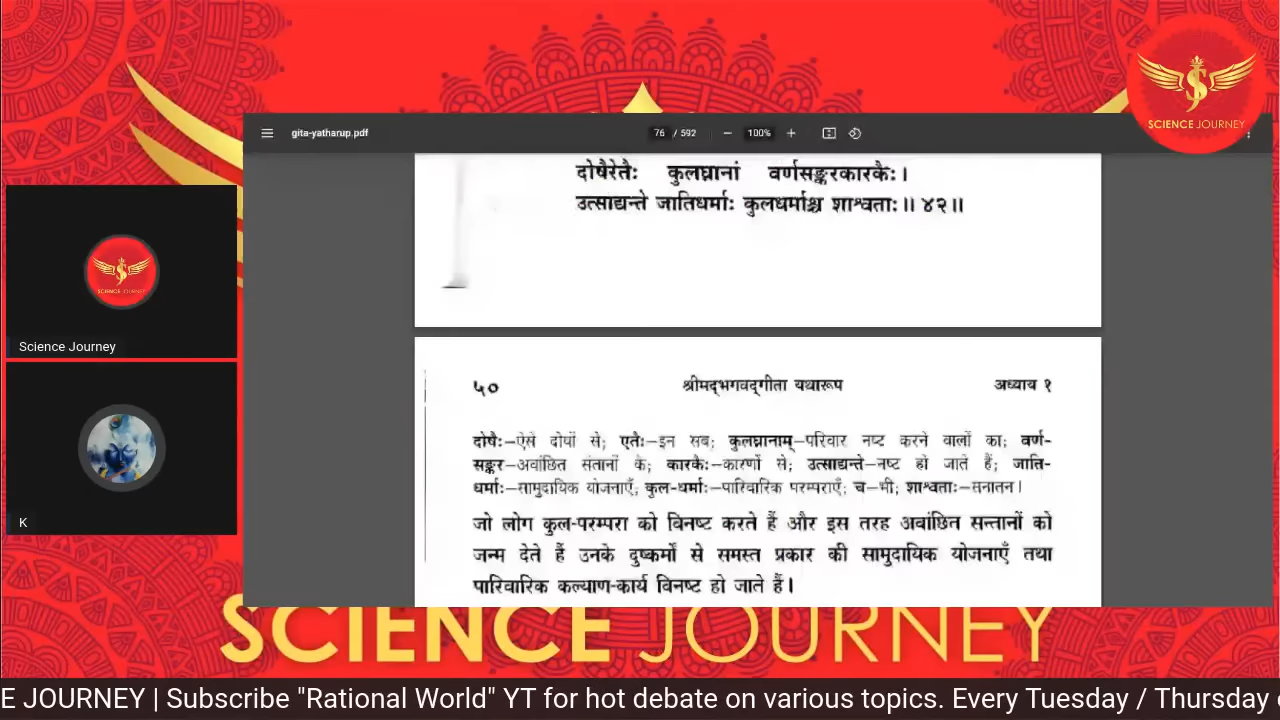 SCIENCE JOURNEY
gita-yatharup.pdf
76 / 592
100%
दोषैरेतैः कुलघ्नानां वर्णसङ्करकारकैः।
उत्साद्यन्ते जातिधर्माः कुलधर्माश्च शाश्वताः॥ ४२॥
५०
श्रीमद्भगवद्गीता यथारूप
अध्याय १
दोषैः–ऐसे दोषों से; एतैः–इन सब; कुलघ्नानाम्–परिवार नष्ट करने वालों का; वर्ण-
सङ्कर–अवांछित संतानों के; कारकैः–कारणों से; उत्साद्यन्ते–नष्ट हो जाते हैं; जाति-
धर्माः–सामुदायिक योजनाएँ; कुल-धर्माः–पारिवारिक परम्पराएँ; च–भी; शाश्वताः–सनातन।
जो लोग कुल-परम्परा को विनष्ट करते हैं और इस तरह अवांछित सन्तानों को
जन्म देते हैं उनके दुष्कर्मों से समस्त प्रकार की सामुदायिक योजनाएँ तथा
पारिवारिक कल्याण-कार्य विनष्ट हो जाते हैं।
SCIENCE JOURNEY
Science Journey
K
SCIENCE JOURNEY
E JOURNEY | Subscribe "Rational World" YT for hot debate on various topics. Every Tuesday / Thursday